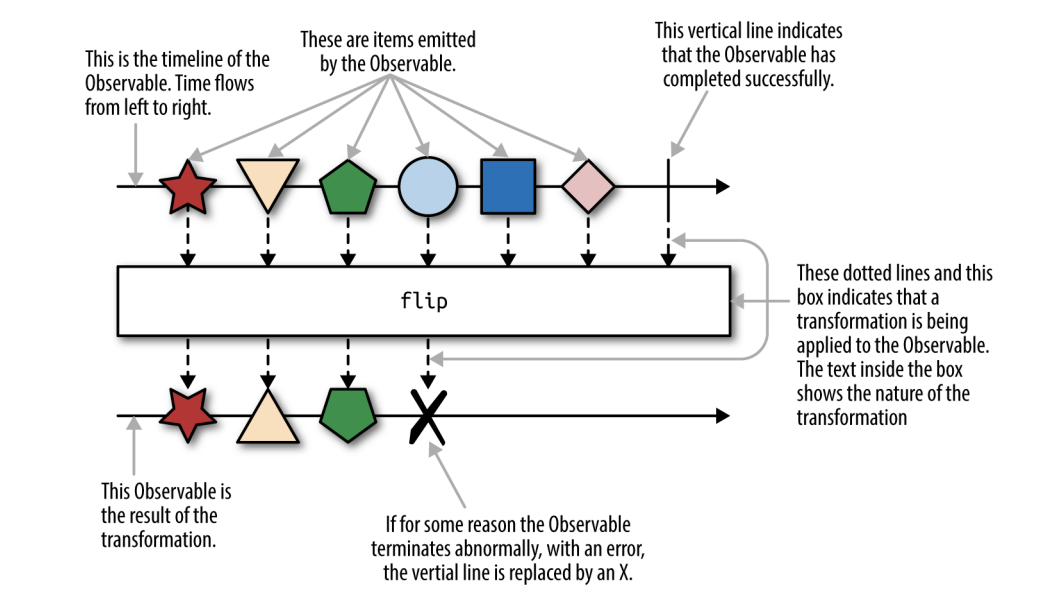 This is the timeline of the
Observable. Time flows
from left to right.
These are items emitted
by the Observable.
This vertical line indicates
that the Observable has
completed successfully.
flip
These dotted lines and this
box indicates that a
transformation is being
applied to the Observable.
The text inside the box
shows the nature of the
transformation
This Observable is
the result of the
transformation.
If for some reason the Observable
terminates abnormally, with an error,
the vertial line is replaced by an X.